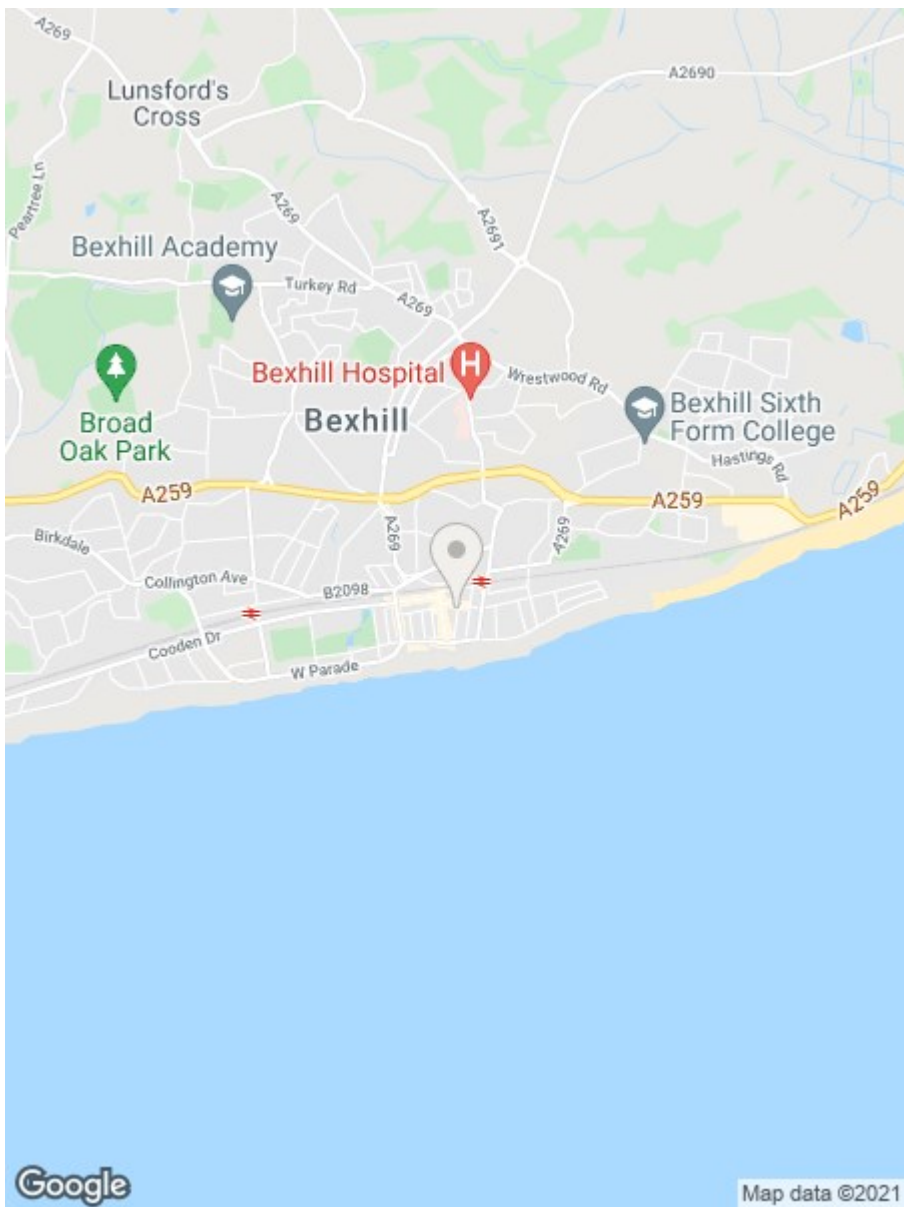 A269
Lunsford's
Cross
A2690
Peartree Ln
A269
A2691
Bexhill Academy
Turkey Rd
A269
Bexhill Hospital
H
Wrestwood Rd
Broad
Oak Park
Bexhill
Bexhill Sixth
Form College
Hastings Rd
A259
A259
A259
Birkdale
A269
A269
Collington Ave
B2098
Cooden Dr
W Parade
Google
Map data ©2021